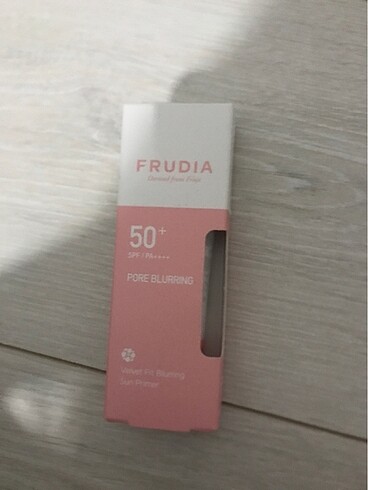 FRUDIA
50+
SPF / PA++++
PORE BLURRING
Velvet Fit Blurring
Sun Primer